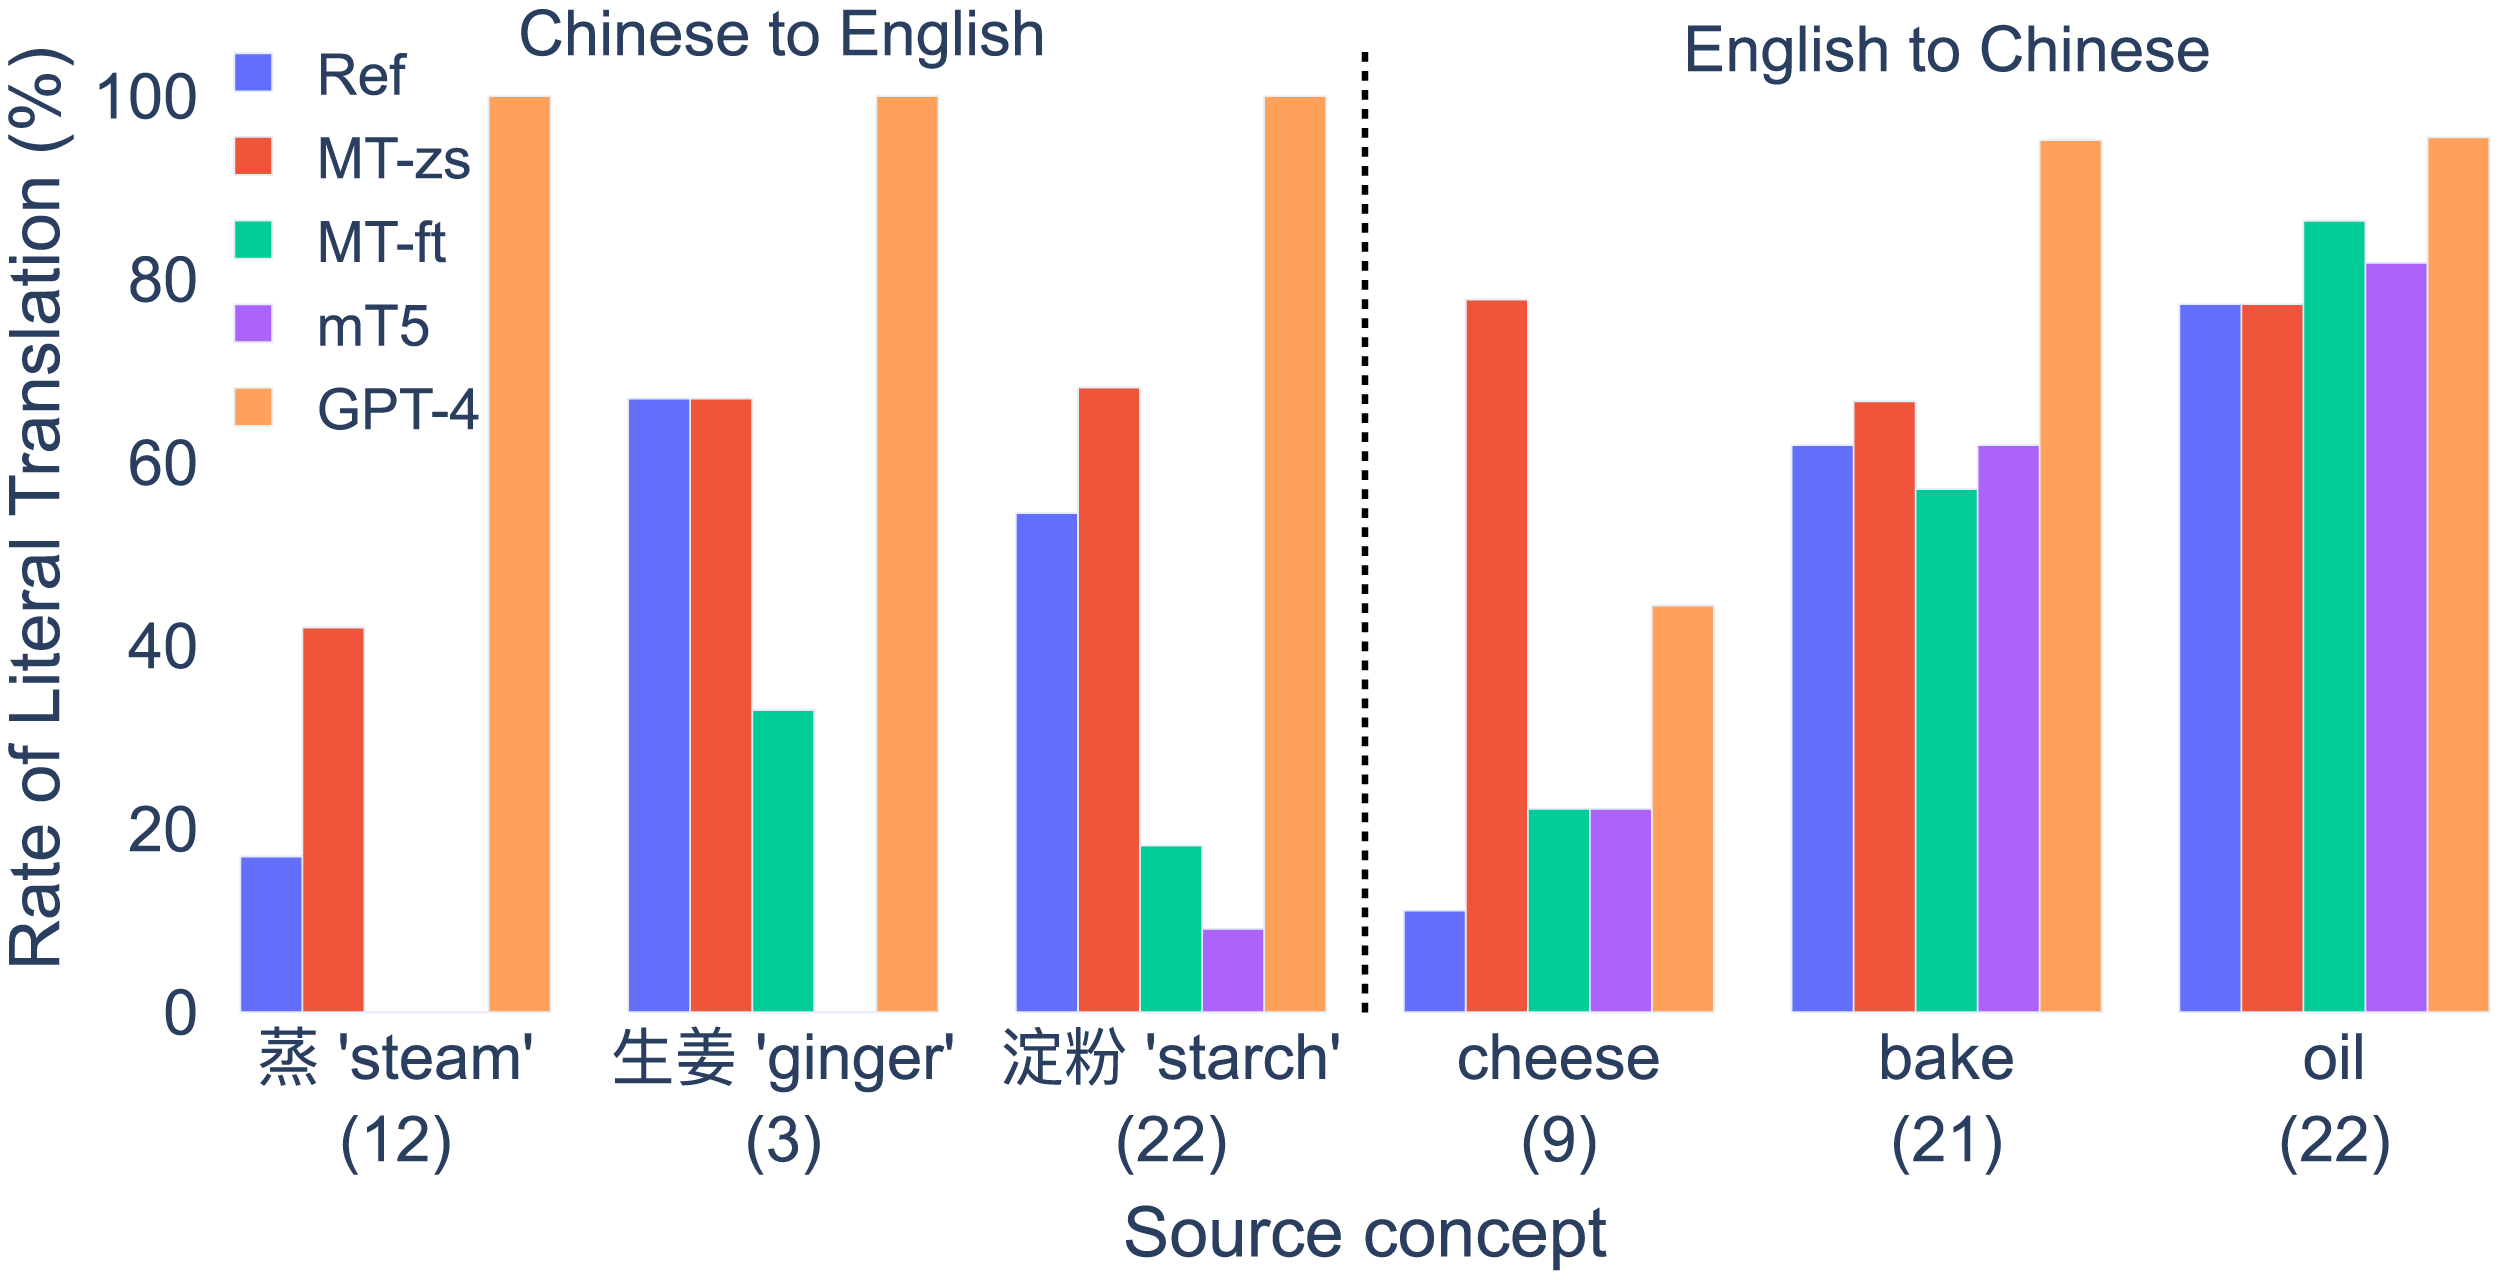 Chinese to English
English to Chinese
Ref
MT-zs
MT-ft
mT5
GPT-4
Rate of Literal Translation (%)
100
80
60
40
20
0
蒸 'steam'
(12)
生姜 'ginger'
(3)
淀粉 'starch'
(22)
cheese
(9)
bake
(21)
oil
(22)
Source concept